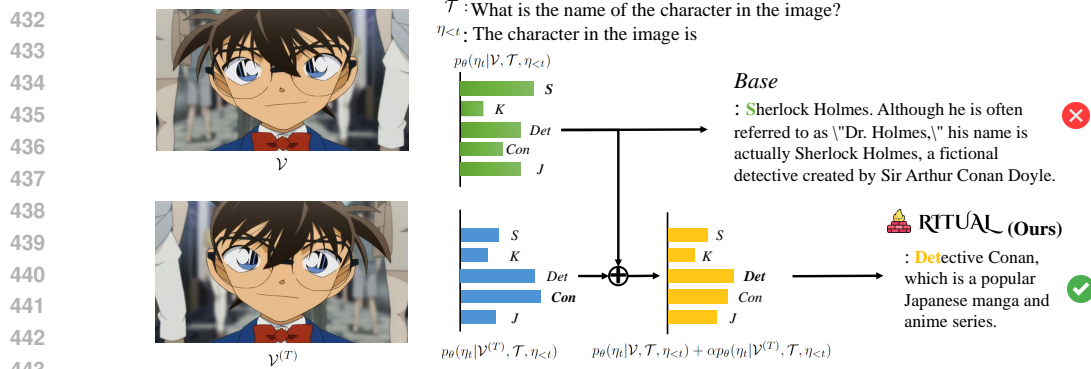 432
433
434
435
436
437
438
439
440
441
442
443
𝒯 : What is the name of the character in the image?
η<t : The character in the image is
pθ(ηt|𝒱, 𝒯, η<t)
S
K
Det
Con
J
𝒱
Base
: Sherlock Holmes. Although he is often
referred to as \"Dr. Holmes,\" his name is
actually Sherlock Holmes, a fictional
detective created by Sir Arthur Conan Doyle.
S
K
Det
Con
J
pθ(ηt|𝒱(T), 𝒯, η<t)
S
K
Det
Con
J
pθ(ηt|𝒱, 𝒯, η<t) + αpθ(ηt|𝒱(T), 𝒯, η<t)
RITUAL (Ours)
: Detective Conan,
which is a popular
Japanese manga and
anime series.
𝒱(T)